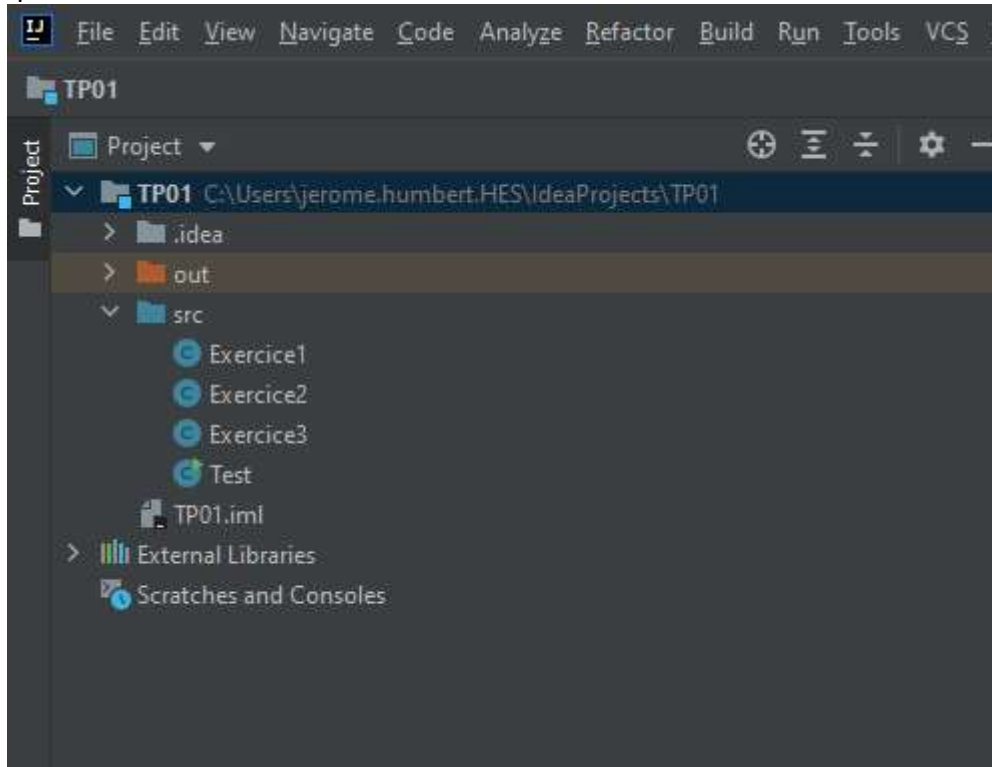 IJ File Edit View Navigate Code Analyze Refactor Build Run Tools VCS
TP01
Project
Project
TP01 C:\Users\jerome.humbert.HES\IdeaProjects\TP01
.idea
out
src
C Exercice1
C Exercice2
C Exercice3
C Test
TP01.iml
External Libraries
Scratches and Consoles